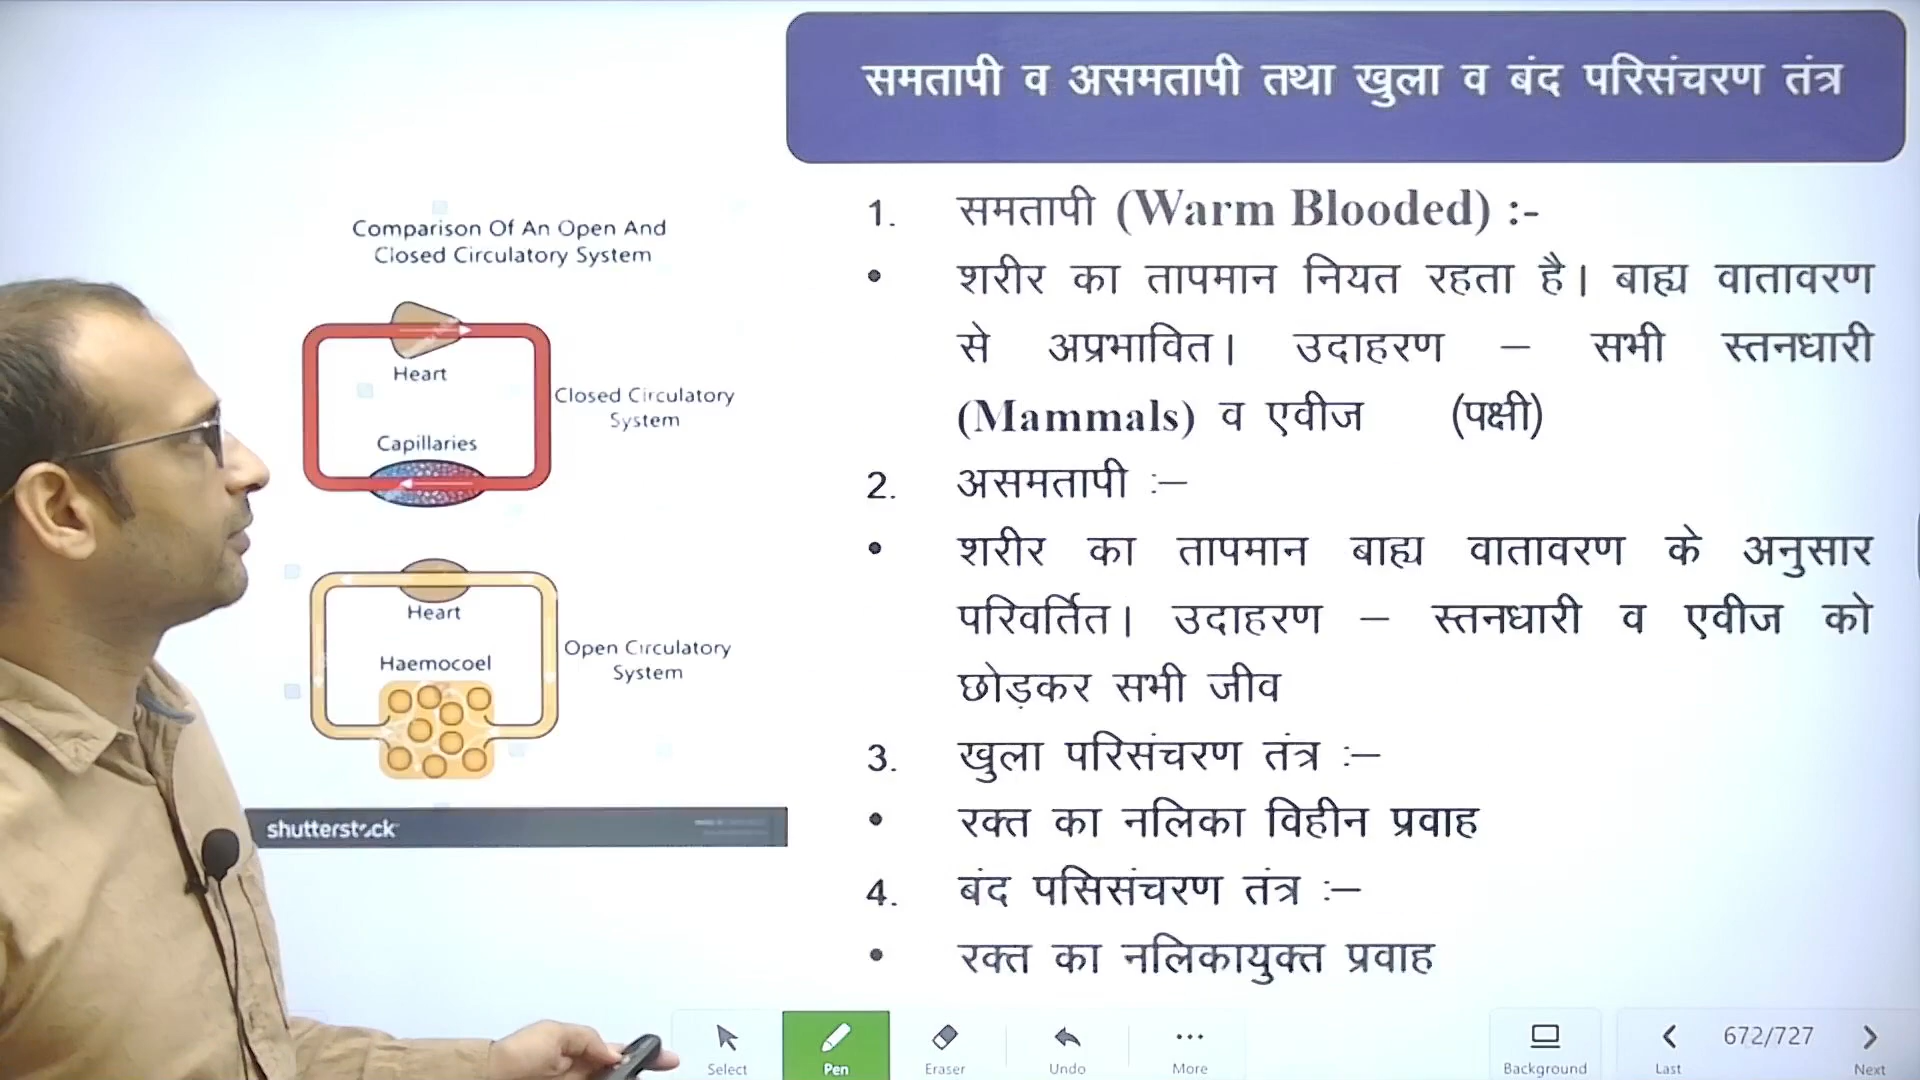 समतापी व असमतापी तथा खुला व बंद परिसंचरण तंत्र
Comparison Of An Open And
Closed Circulatory System
Heart
Capillaries
Closed Circulatory
System
Heart
Haemocoel
Open Circulatory
System
shutterstock
1. समतापी (Warm Blooded) :-
• शरीर का तापमान नियत रहता है। बाह्य वातावरण
से अप्रभावित। उदाहरण – सभी स्तनधारी
(Mammals) व एवीज (पक्षी)
2. असमतापी :–
• शरीर का तापमान बाह्य वातावरण के अनुसार
परिवर्तित। उदाहरण – स्तनधारी व एवीज को
छोड़कर सभी जीव
3. खुला परिसंचरण तंत्र :–
• रक्त का नलिका विहीन प्रवाह
4. बंद पसिसंचरण तंत्र :–
• रक्त का नलिकायुक्त प्रवाह
Select
Pen
Eraser
Undo
More
Background
Last
672/727
Next